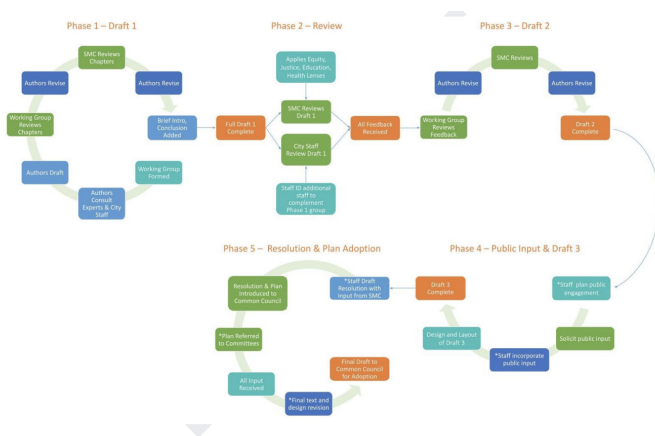 Phase 1 – Draft 1
SMC Reviews
Chapters
Authors Revise
Authors Revise
Working Group
Reviews
Chapters
Brief Intro,
Conclusion
Added
Authors Draft
Working Group
Formed
Authors
Consult
Experts & City
Staff
Phase 2 – Review
Applies Equity,
Justice, Education,
Health Lenses
Full Draft 1
Complete
SMC Reviews
Draft 1
City Staff
Review Draft 1
All Feedback
Received
Staff ID additional
staff to
complement
Phase 1 group
Phase 3 – Draft 2
SMC Reviews
Authors Revise
Authors Revise
Working Group
Reviews
Feedback
Draft 2
Complete
Phase 4 – Public Input & Draft 3
*Staff plan public
engagement
Solicit public input
*Staff incorporate
public input
Design and Layout
of Draft 3
Draft 3
Complete
Phase 5 – Resolution & Plan Adoption
*Staff Draft
Resolution with
Input from SMC
Resolution & Plan
Introduced to
Common Council
*Plan Referred
to Committees
All Input
Received
*Final text and
design revision
Final Draft to
Common Council
for Adoption